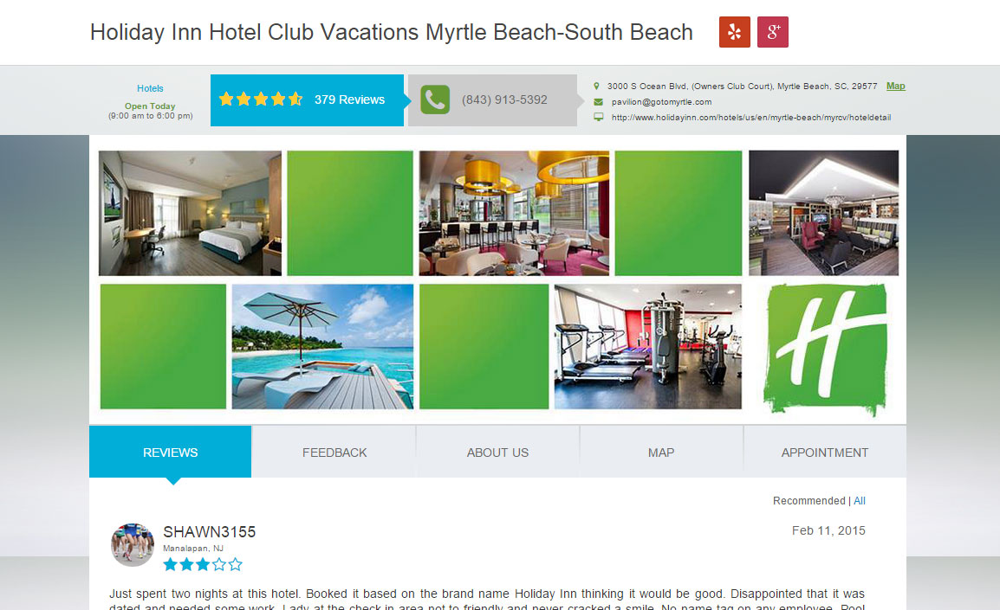 Holiday Inn Hotel Club Vacations Myrtle Beach-South Beach
g+
Hotels
Open Today
(9:00 am to 6:00 pm)
379 Reviews
(843) 913-5392
3000 S Ocean Blvd, (Owners Club Court), Myrtle Beach, SC, 29577 Map
pavilion@gotomyrtle.com
http://www.holidayinn.com/hotels/us/en/myrtle-beach/myrcv/hoteldetail
H
REVIEWS
FEEDBACK
ABOUT US
MAP
APPOINTMENT
Recommended | All
SHAWN3155
Feb 11, 2015
Manalapan, NJ
Just spent two nights at this hotel. Booked it based on the brand name Holiday Inn thinking it would be good. Disappointed that it was
dated and needed some work. Lady at the check in area not to friendly and never cracked a smile. No name tag on any employee. Pool